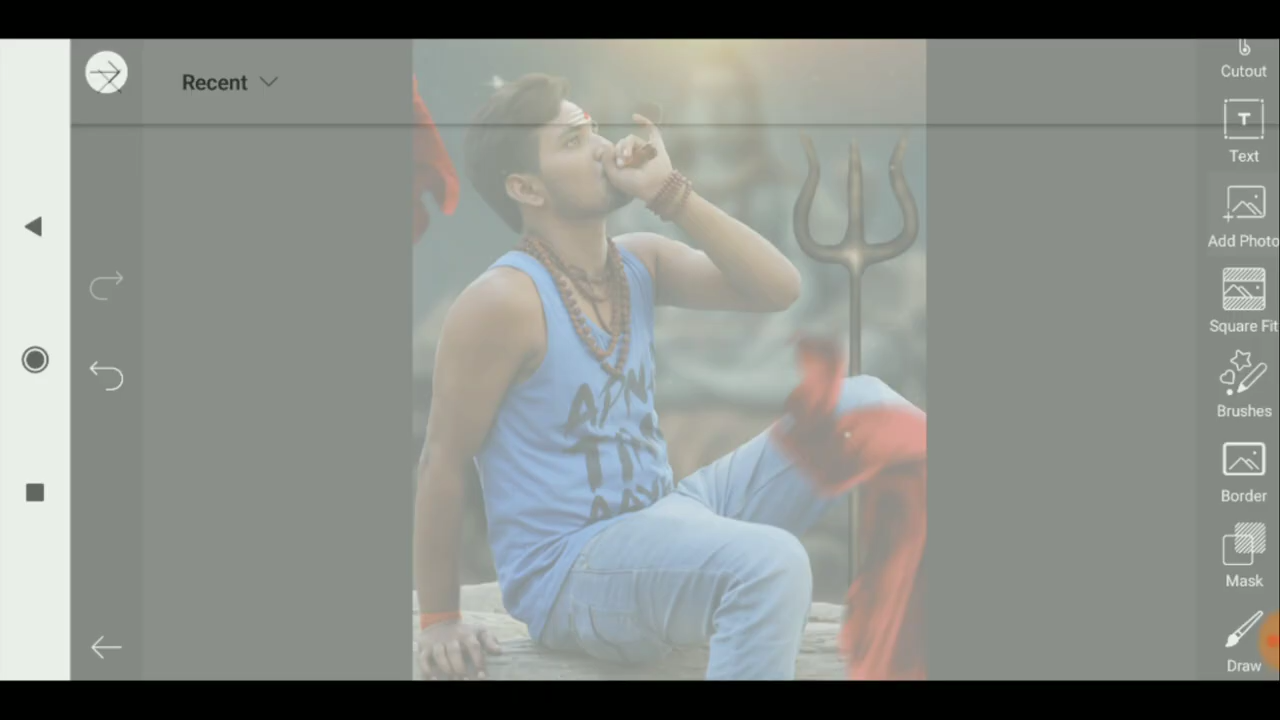 Recent
Cutout
T
Text
Add Photo
Square Fit
Brushes
Border
Mask
Draw